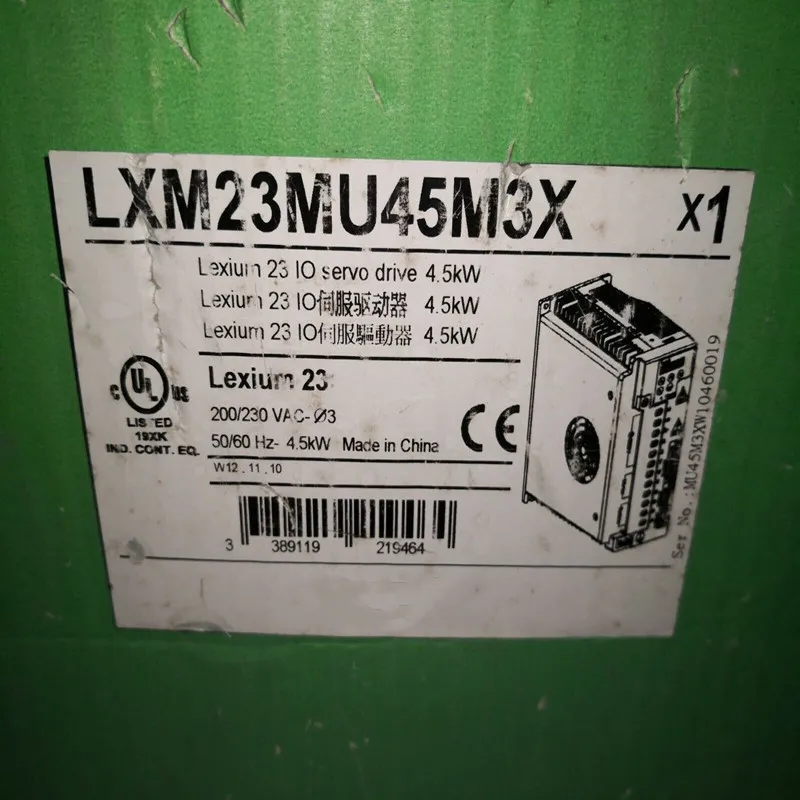 LXM23MU45M3X
X1
Lexium 23 IO servo drive 4.5kW
Lexium 23 IO伺服驱动器 4.5kW
Lexium 23 IO伺服驅動器 4.5kW
C UL US
LISTED
19XK
IND. CONT. EQ.
Lexium 23
200/230 VAC- Ø3
50/60 Hz- 4.5kW Made in China
W12 . 11 . 10
CE
3 389119 219464
Ser No.:MU45M3XW10460019